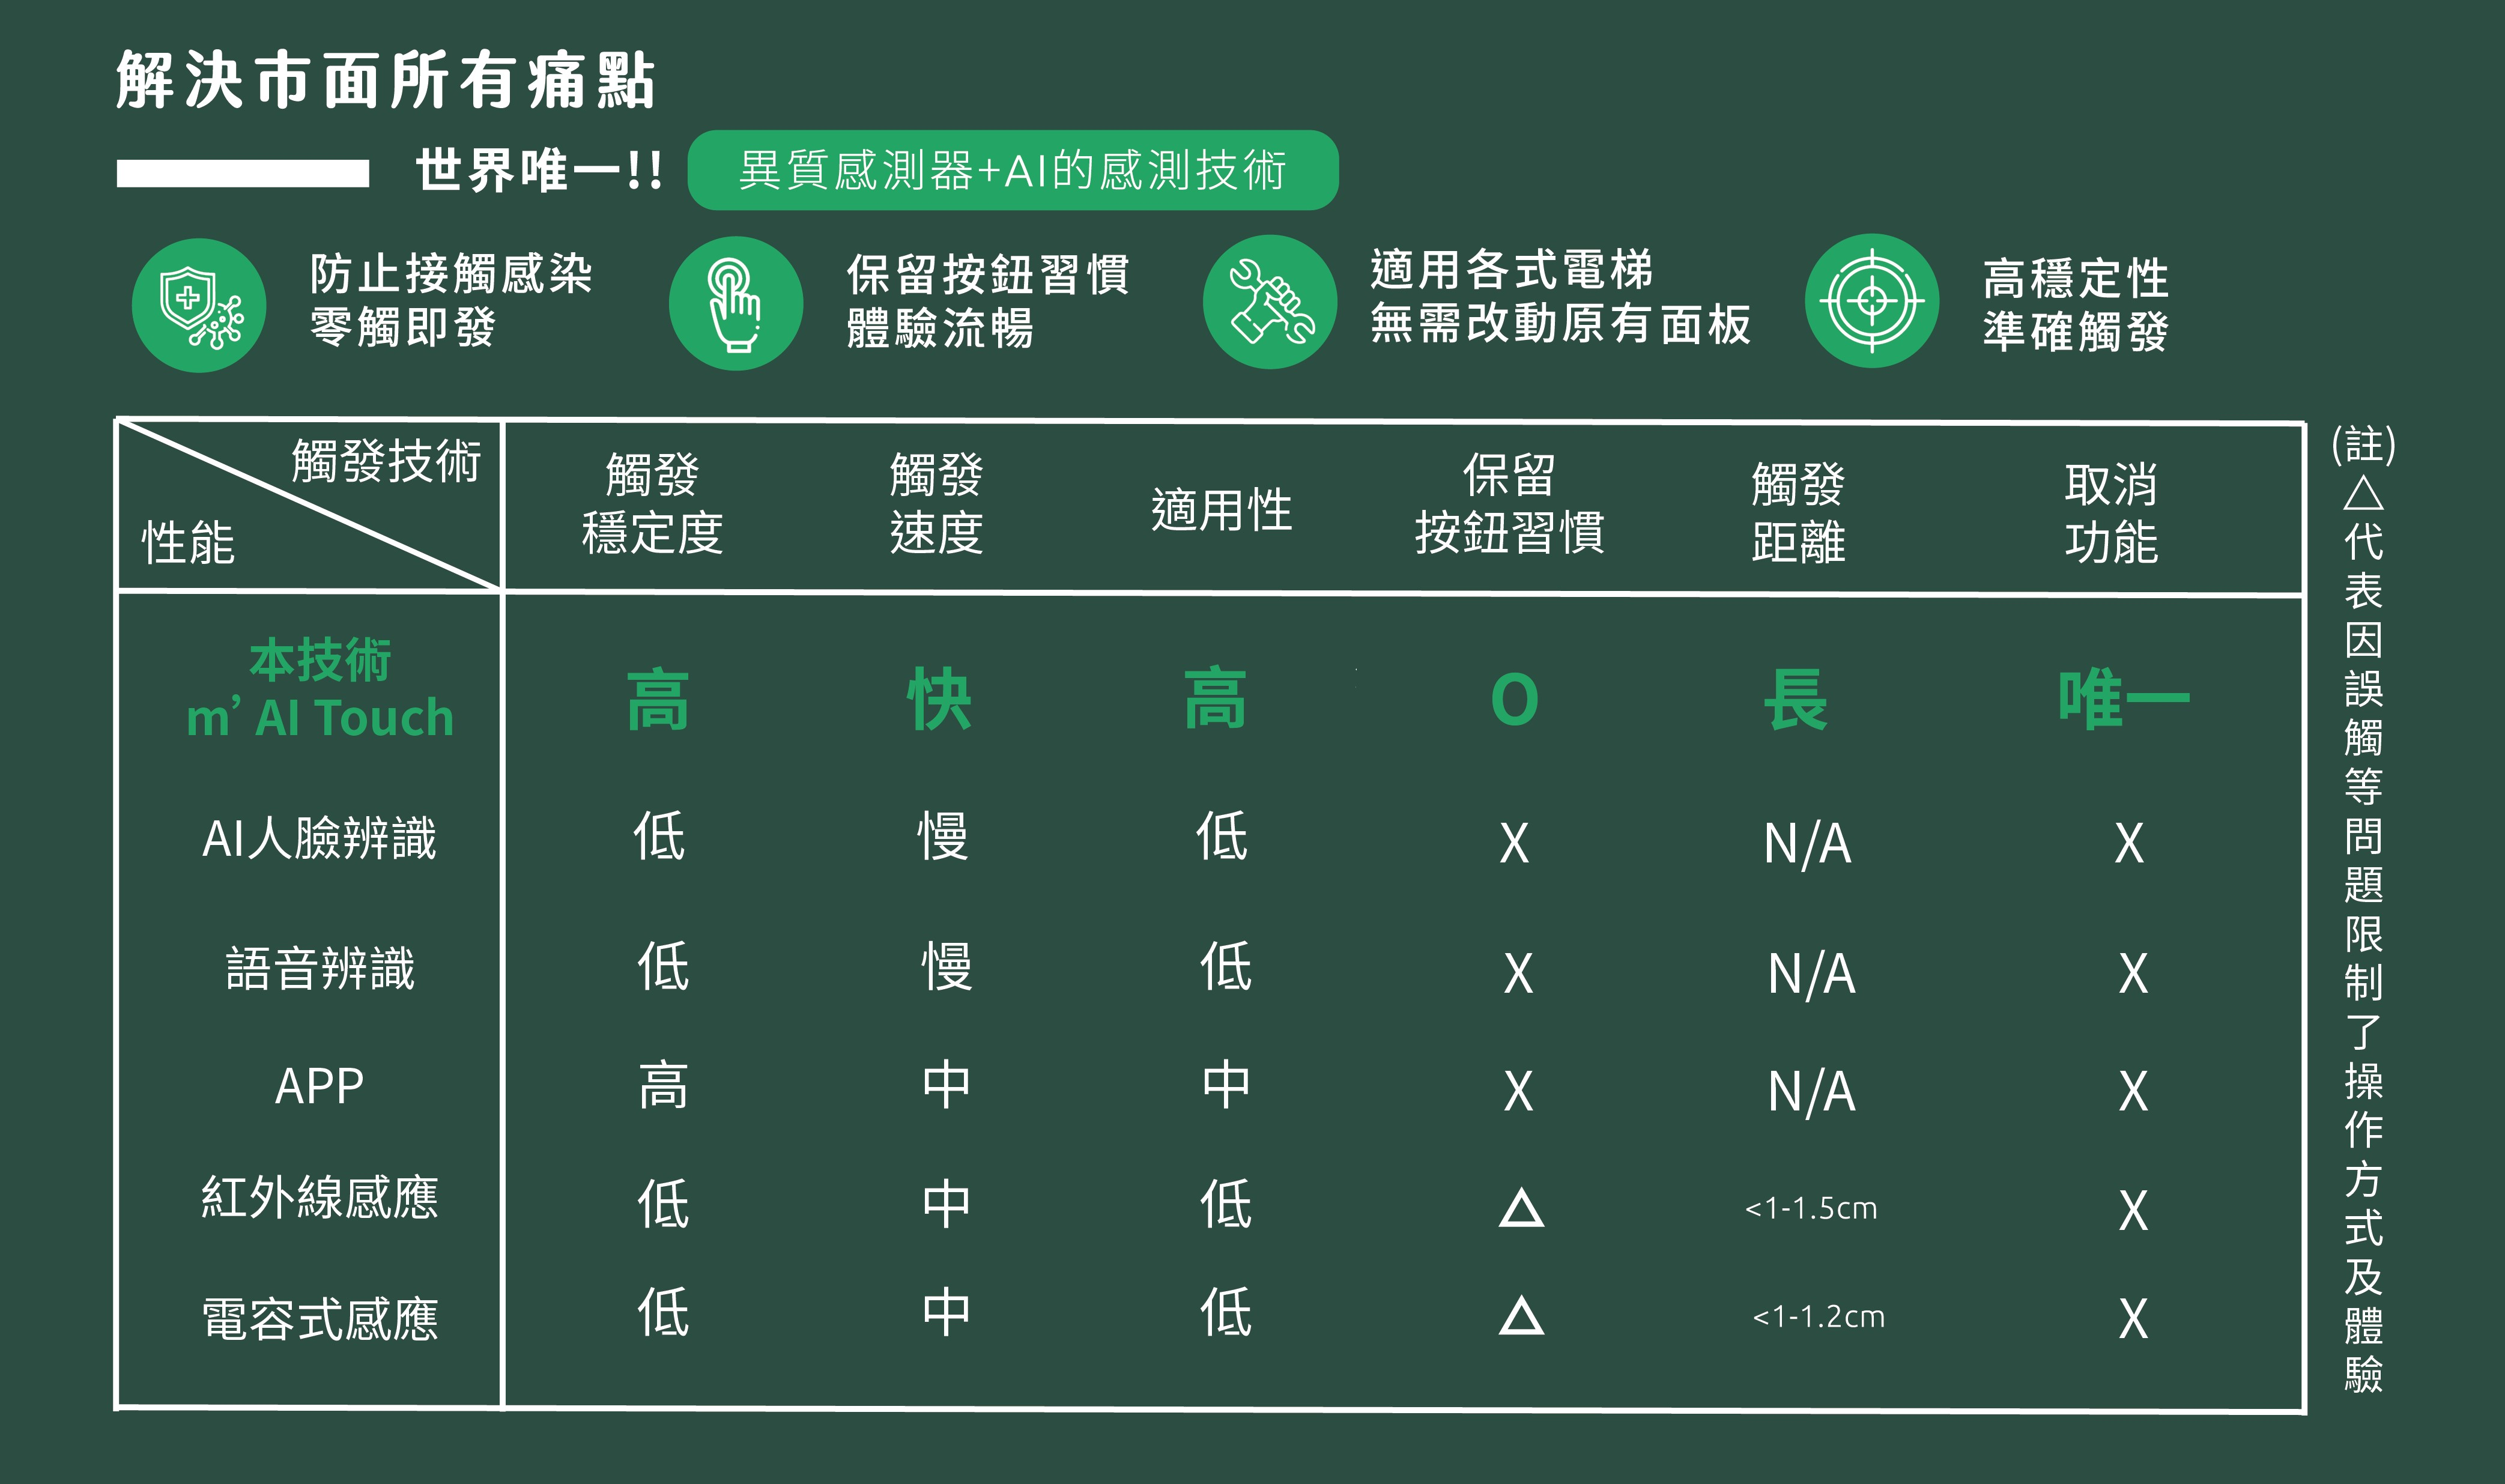 解決市面所有痛點
世界唯一!!
異質感測器+AI的感測技術
防止接觸感染
零觸即發
保留按鈕習慣
體驗流暢
適用各式電梯
無需改動原有面板
高穩定性
準確觸發
觸發技術
性能
觸發
穩定度
觸發
速度
適用性
保留
按鈕習慣
觸發
距離
取消
功能
本技術
m’ AI Touch
高 快 高 O 長 唯一
AI人臉辨識 低 慢 低 X N/A X
語音辨識 低 慢 低 X N/A X
APP 高 中 中 X N/A X
紅外線感應 低 中 低 △ <1-1.5cm X
電容式感應 低 中 低 △ <1-1.2cm X
(註)△代表因誤觸等問題限制了操作方式及體驗